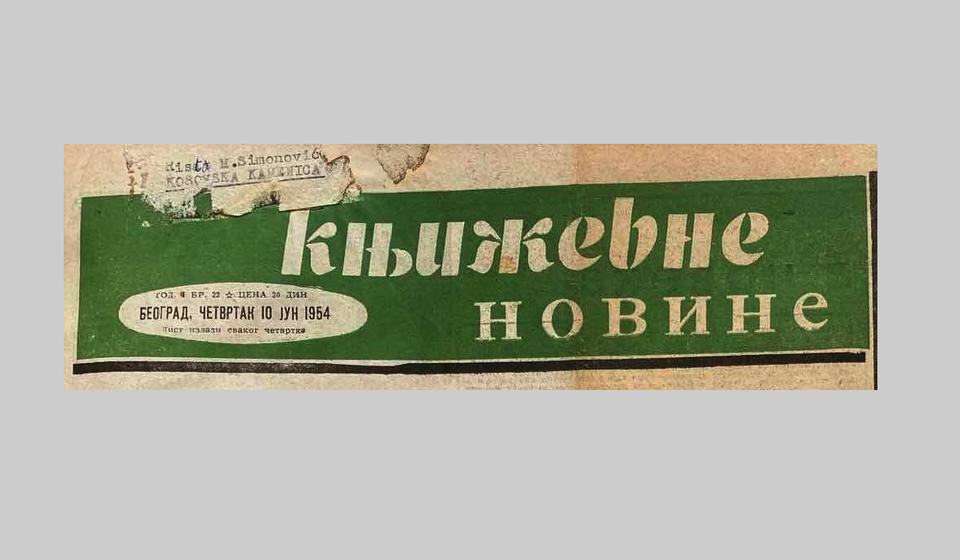 Rista M. Simonović
KOSOVSKA KAMENICA
књижевне
новине
ГОД. БР. 22 ☆ ЦЕНА 20 ДИН
БЕОГРАД, ЧЕТВРТАК 10 ЈУН 1954
Лист излази сваког четвртка